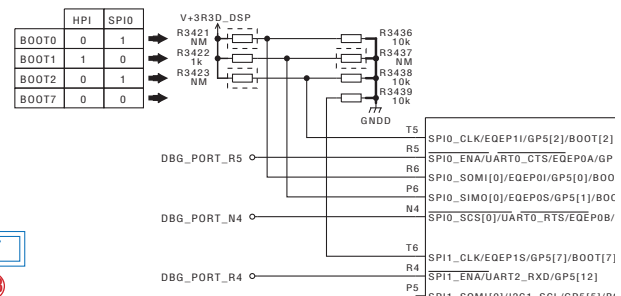 HPI SPI0
BOOT0 0 1
BOOT1 1 0
BOOT2 0 1
BOOT7 0 0
V+3R3D_DSP
R3421
NM
R3422
1k
R3423
NM
R3436
10k
R3437
NM
R3438
10k
R3439
10k
GNDD
T5 SPI0_CLK/EQEP1I/GP5[2]/BOOT[2]
DBG_PORT_R5 R5 SPI0_ENA/UART0_CTS/EQEP0A/GP
R6 SPI0_SOMI[0]/EQEP0I/GP5[0]/BOO
P6 SPI0_SIMO[0]/EQEP0S/GP5[1]/BOO
DBG_PORT_N4 N4 SPI0_SCS[0]/UART0_RTS/EQEP0B/
T6 SPI1_CLK/EQEP1S/GP5[7]/BOOT[7]
DBG_PORT_R4 R4 SPI1_ENA/UART2_RXD/GP5[12]
P5